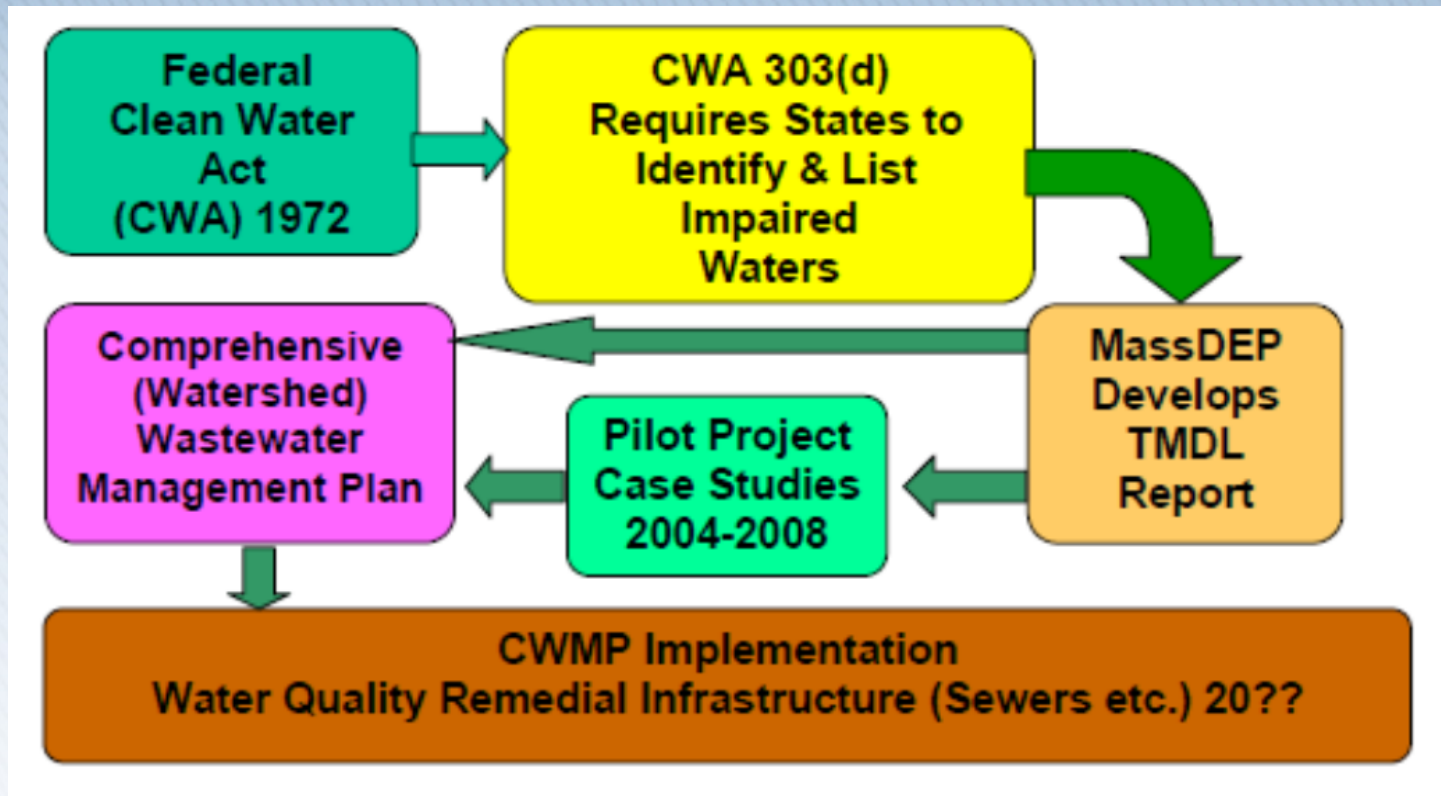 Federal
Clean Water
Act
(CWA) 1972
CWA 303(d)
Requires States to
Identify & List
Impaired
Waters
Comprehensive
(Watershed)
Wastewater
Management Plan
Pilot Project
Case Studies
2004-2008
MassDEP
Develops
TMDL
Report
CWMP Implementation
Water Quality Remedial Infrastructure (Sewers etc.) 20??